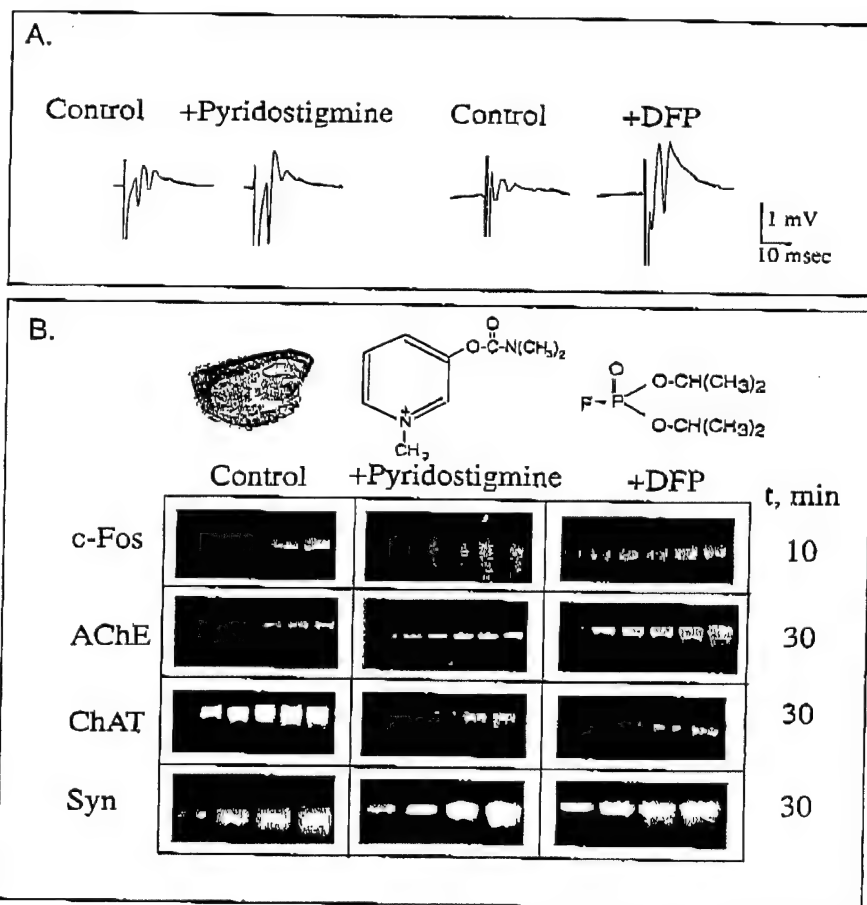 A.
Control +Pyridostigmine Control +DFP
1 mV
10 msec
B.
O
O-C-N(CH3)2
N+
CH3
O
F-P
O-CH(CH3)2
O-CH(CH3)2
Control +Pyridostigmine +DFP t, min
c-Fos 10
AChE 30
ChAT 30
Syn 30